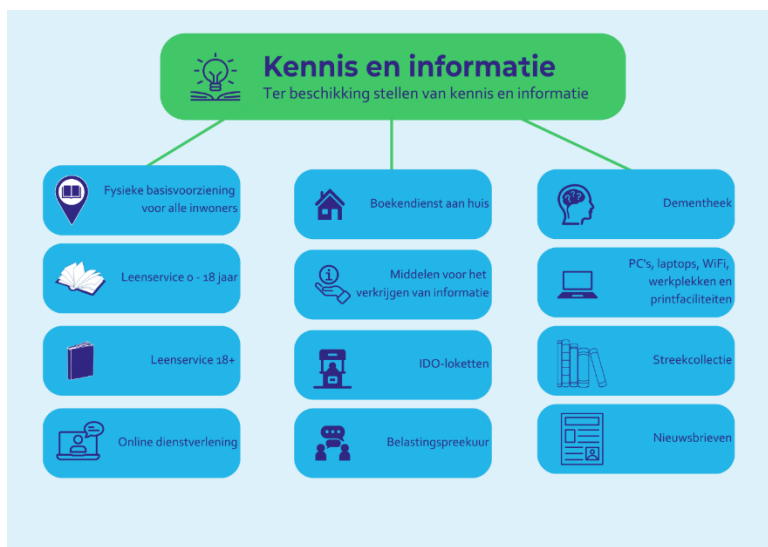 Kennis en informatie
Ter beschikking stellen van kennis en informatie
Fysieke basisvoorziening
voor alle inwoners
Leenservice 0 - 18 jaar
Leenservice 18+
Online dienstverlening
Boekendienst aan huis
Middelen voor het
verkrijgen van informatie
IDO-loketten
Belastingspreekuur
Dementheek
PC's, laptops, WiFi,
werkplekken en
printfaciliteiten
Streekcollectie
Nieuwsbrieven